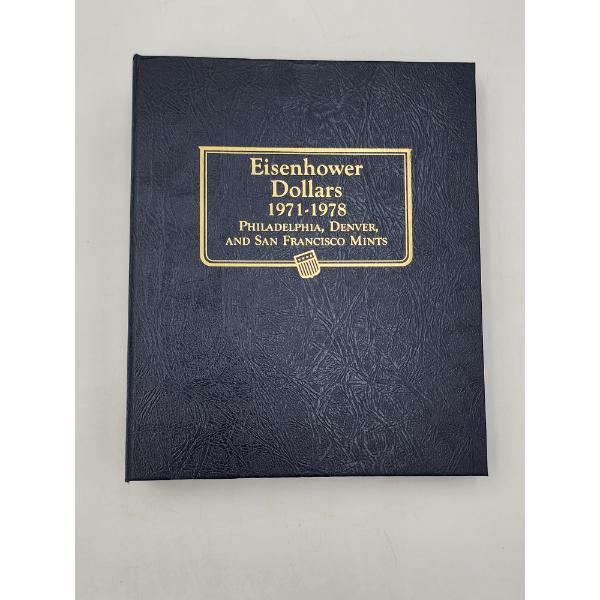 Eisenhower
Dollars
1971-1978
Philadelphia, Denver,
and San Francisco Mints